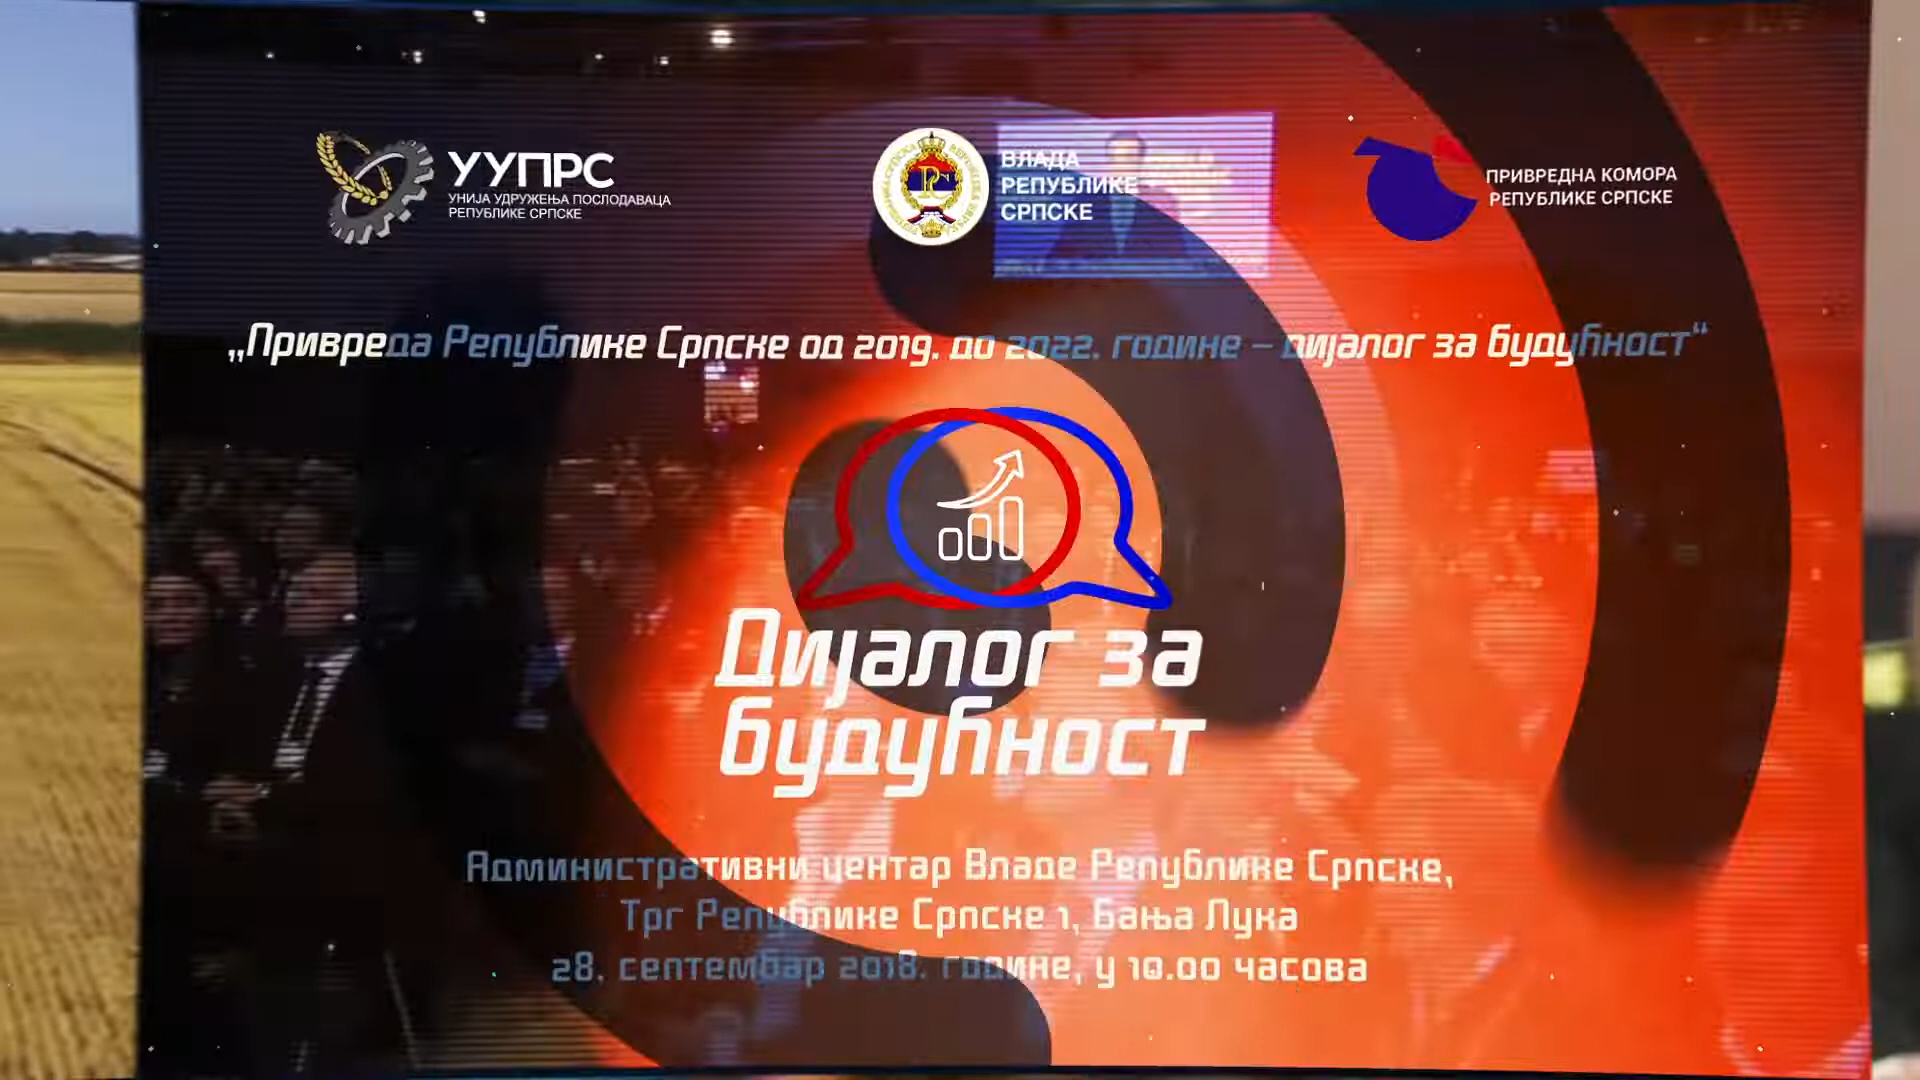 УУПРС
УНИЈА УДРУЖЕЊА ПОСЛОДАВАЦА
РЕПУБЛИКЕ СРПСКЕ
ВЛАДА
РЕПУБЛИКЕ
СРПСКЕ
ПРИВРЕДНА КОМОРА
РЕПУБЛИКЕ СРПСКЕ
„Привреда Републике Српске од 2019. до 2022. године – дијалог за будућност“
Дијалог за
будућност
Административни центар Владе Републике Српске,
Трг Републике Српске 1, Бања Лука
28. септембар 2018. године, у 10.00 часова